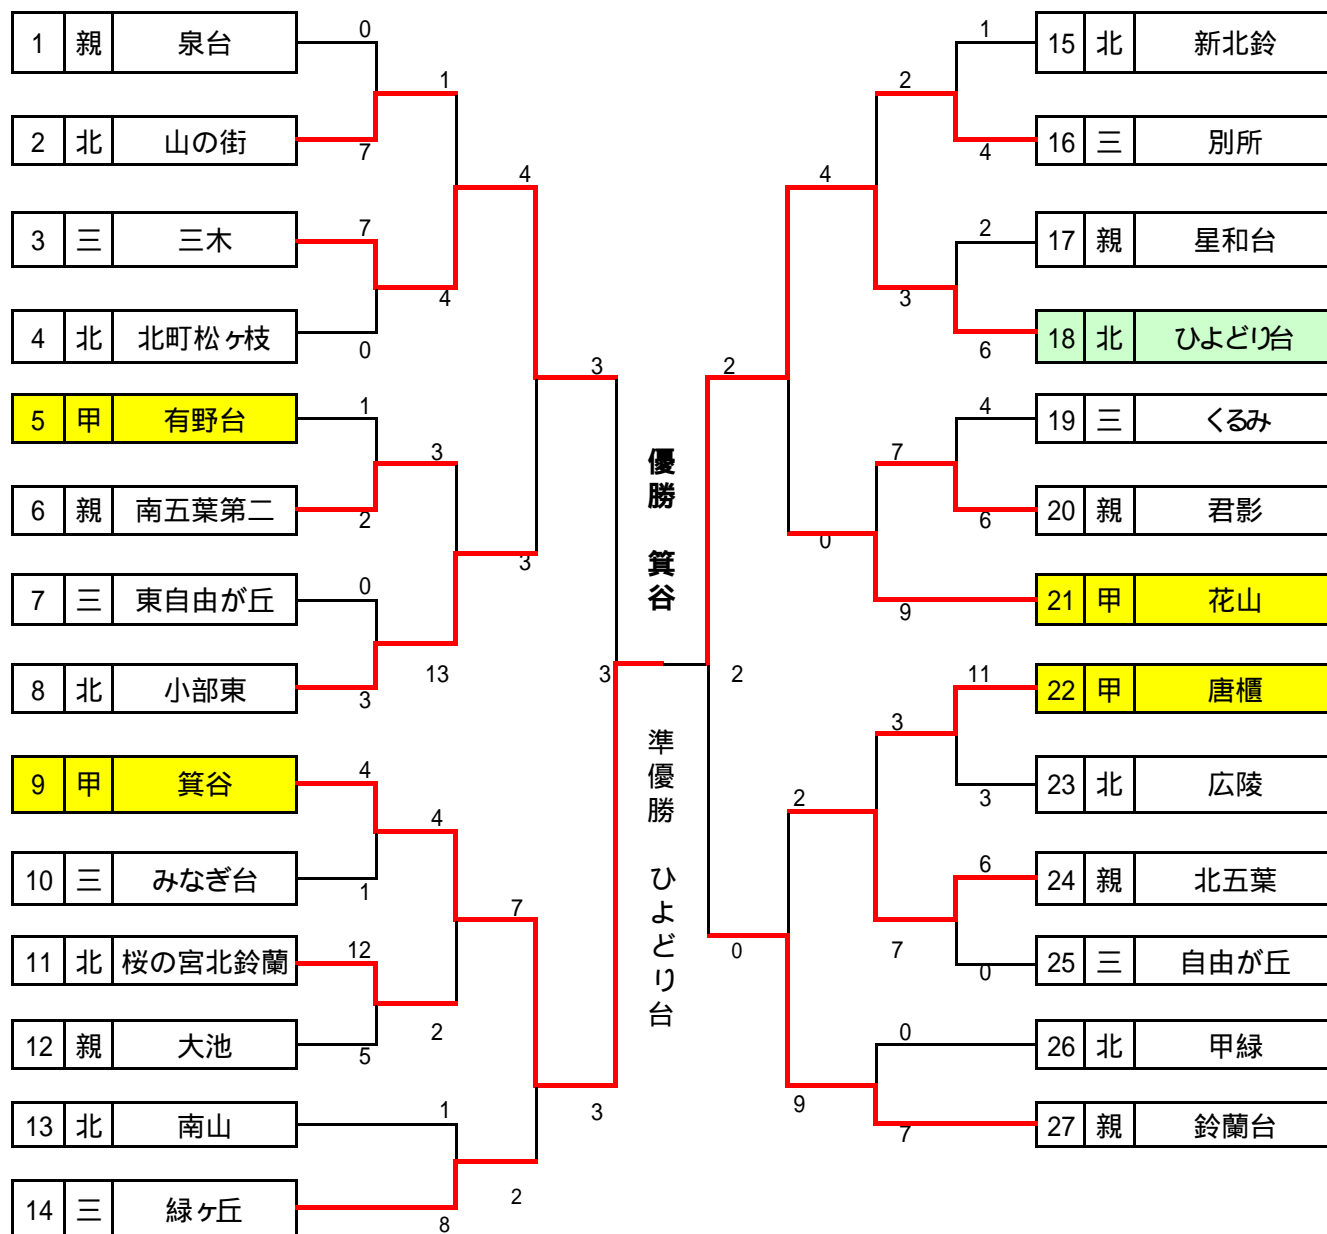 1 親 泉台
0
1
2 北 山の街
7
4
3 三 三木
7
4
4 北 北町松ヶ枝
0
3
5 甲 有野台
1
3
6 親 南五葉第二
2
3
7 三 東自由が丘
0
13
8 北 小部東
3
3
9 甲 箕谷
4
4
10 三 みなぎ台
1
7
11 北 桜の宮北鈴蘭
12
2
12 親 大池
5
3
13 北 南山
1
2
14 三 緑ヶ丘
8
優勝 箕谷
準優勝 ひよどり台
1
15 北 新北鈴
2
4
16 三 別所
4
2
17 親 星和台
3
6
18 北 ひよどり台
2
4
19 三 くるみ
7
6
20 親 君影
0
9
21 甲 花山
2
11
22 甲 唐櫃
3
3
23 北 広陵
2
6
24 親 北五葉
7
0
25 三 自由が丘
0
0
26 北 甲緑
9
7
27 親 鈴蘭台